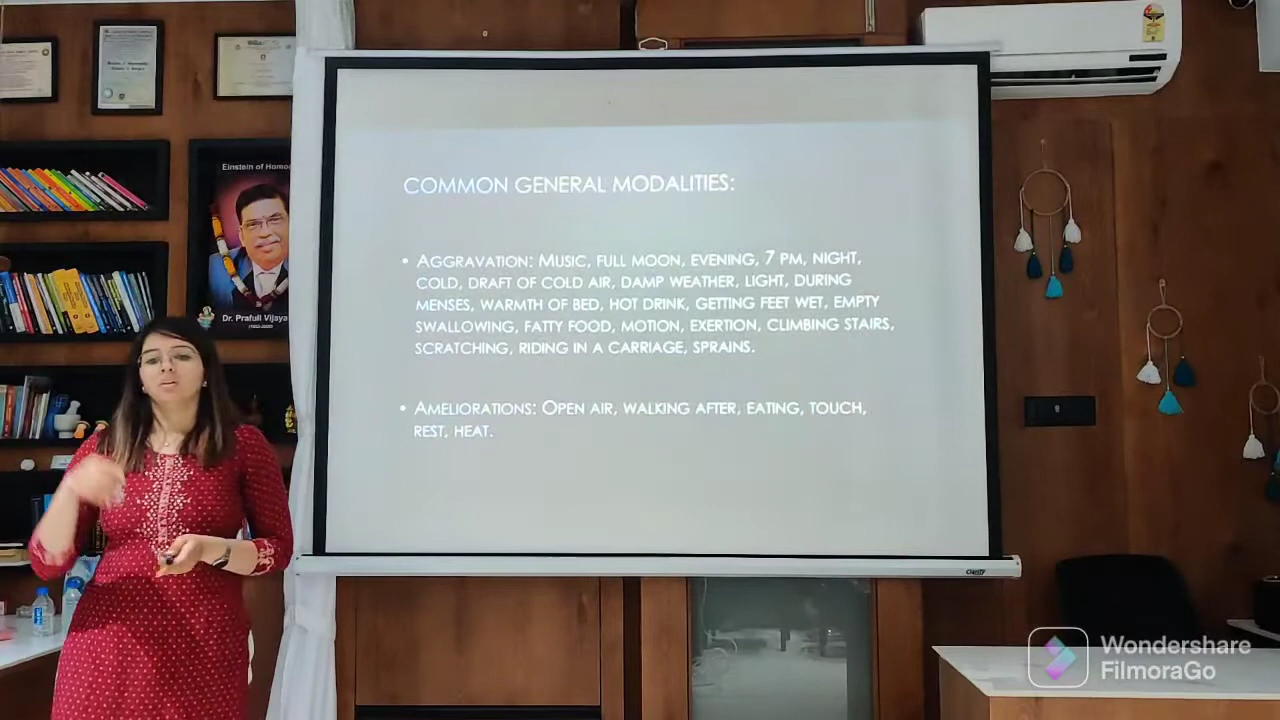 Einstein of Homoe
Dr. Prafull Vijaya
COMMON GENERAL MODALITIES:
• AGGRAVATION: MUSIC, FULL MOON, EVENING, 7 PM, NIGHT,
COLD, DRAFT OF COLD AIR, DAMP WEATHER, LIGHT, DURING
MENSES, WARMTH OF BED, HOT DRINK, GETTING FEET WET, EMPTY
SWALLOWING, FATTY FOOD, MOTION, EXERTION, CLIMBING STAIRS,
SCRATCHING, RIDING IN A CARRIAGE, SPRAINS.
• AMELIORATIONS: OPEN AIR, WALKING AFTER, EATING, TOUCH,
REST, HEAT.
Wondershare
FilmoraGo